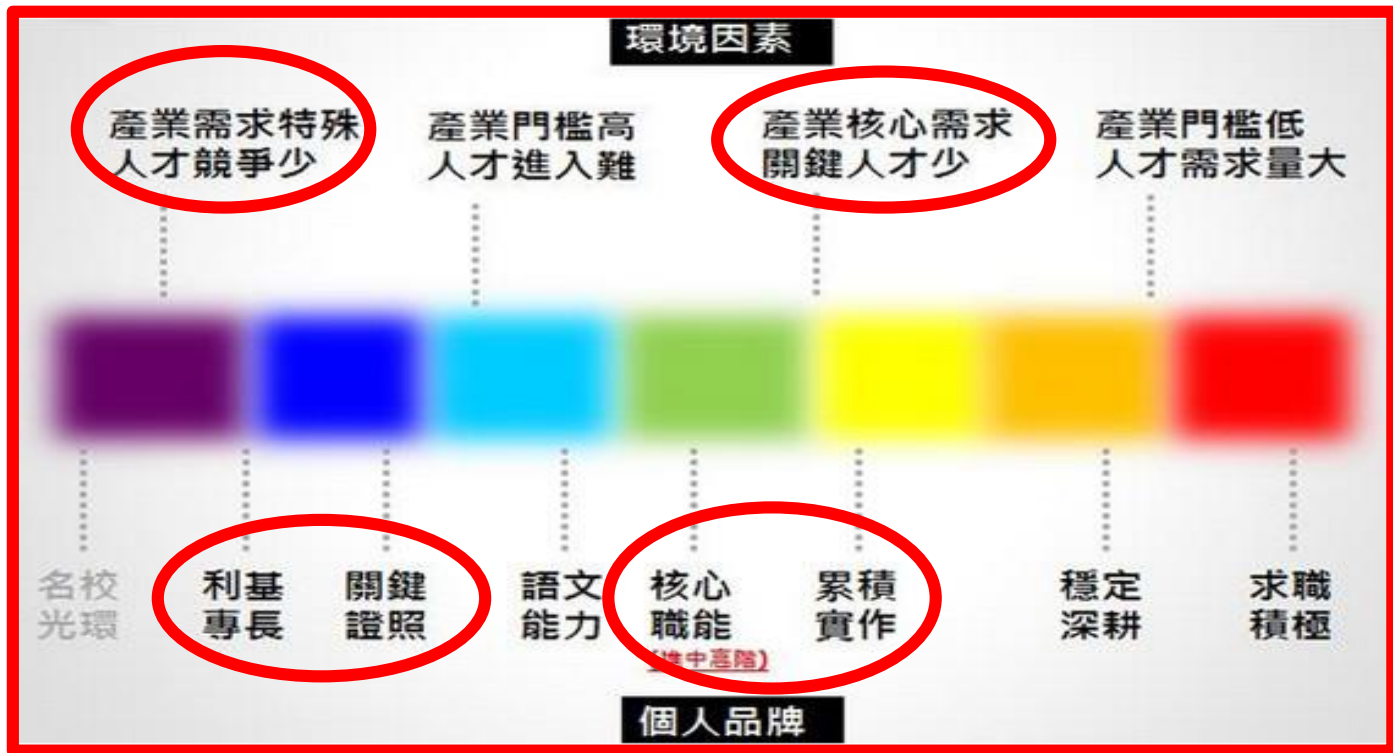 環境因素
產業需求特殊
人才競爭少
產業門檻高
人才進入難
產業核心需求
關鍵人才少
產業門檻低
人才需求量大
名校
光環
利基
專長
關鍵
證照
語文
能力
核心
職能
(進中高階)
累積
實作
穩定
深耕
求職
積極
個人品牌